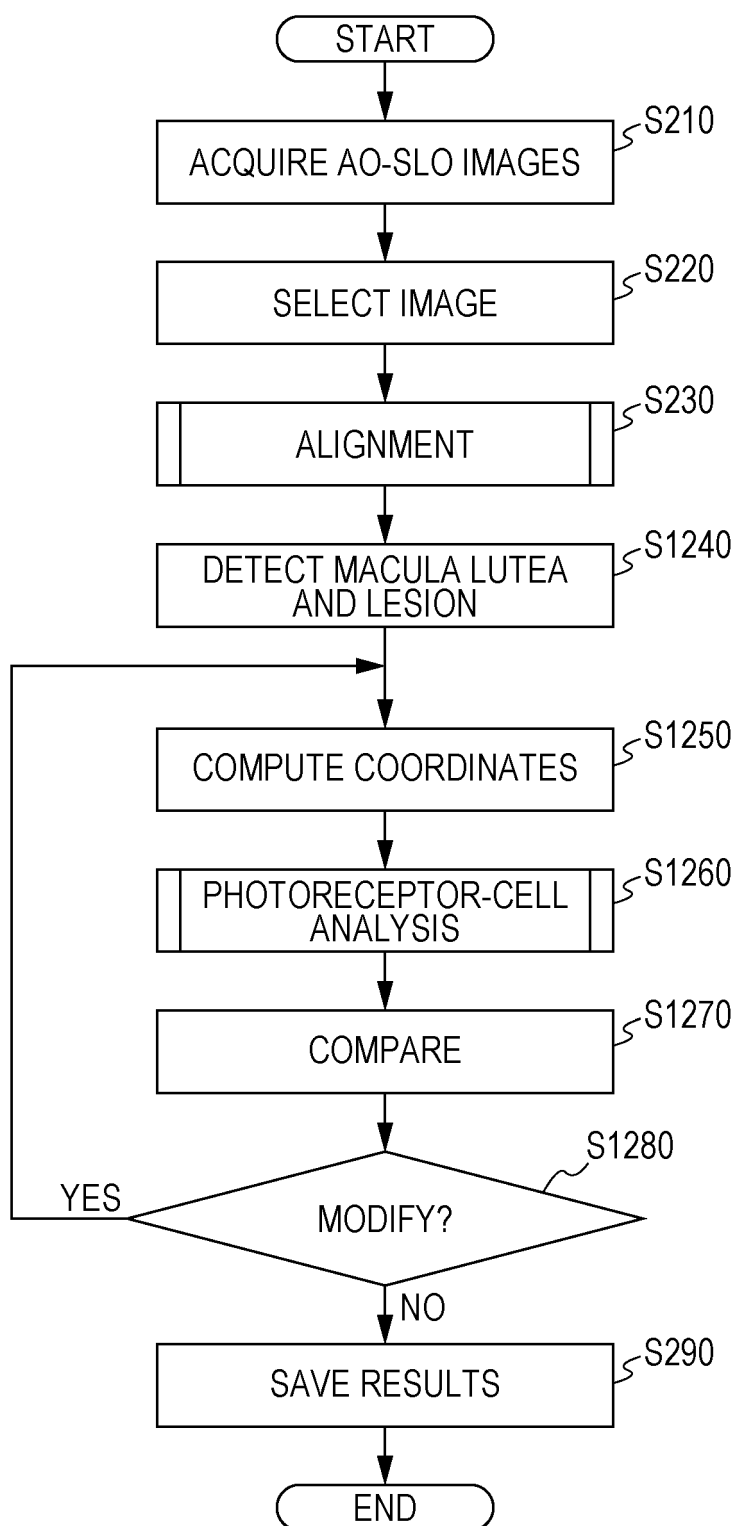 START
S210
ACQUIRE AO-SLO IMAGES
S220
SELECT IMAGE
S230
ALIGNMENT
S1240
DETECT MACULA LUTEA
AND LESION
S1250
COMPUTE COORDINATES
S1260
PHOTORECEPTOR-CELL
ANALYSIS
S1270
COMPARE
S1280
YES
MODIFY?
NO
S290
SAVE RESULTS
END